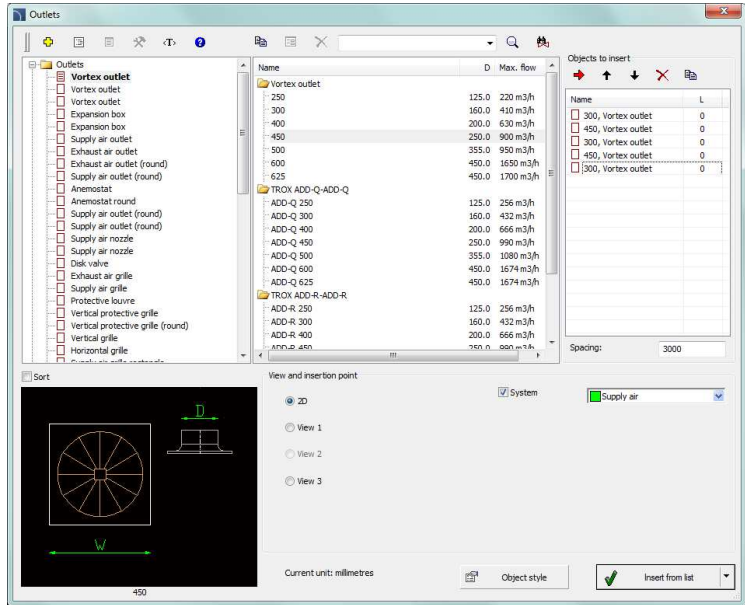 Outlets
Outlets
Vortex outlet
Vortex outlet
Vortex outlet
Expansion box
Expansion box
Supply air outlet
Exhaust air outlet
Exhaust air outlet (round)
Supply air outlet (round)
Anemostat
Anemostat round
Supply air outlet (round)
Supply air outlet (round)
Supply air nozzle
Supply air nozzle
Disk valve
Exhaust air grille
Supply air grille
Protective louvre
Vertical protective grille
Vertical protective grille (round)
Vertical grille
Horizontal grille
Supply air grille rectangle
Name D Max. flow
Vortex outlet
250 125.0 220 m3/h
300 160.0 410 m3/h
400 200.0 630 m3/h
450 250.0 900 m3/h
500 355.0 950 m3/h
600 450.0 1650 m3/h
625 450.0 1700 m3/h
TROX ADD-Q-ADD-Q
ADD-Q 250 125.0 256 m3/h
ADD-Q 300 160.0 432 m3/h
ADD-Q 400 200.0 666 m3/h
ADD-Q 450 250.0 990 m3/h
ADD-Q 500 355.0 1080 m3/h
ADD-Q 600 450.0 1674 m3/h
ADD-Q 625 450.0 1674 m3/h
TROX ADD-R-ADD-R
ADD-R 250 125.0 256 m3/h
ADD-R 300 160.0 432 m3/h
ADD-R 400 200.0 666 m3/h
ADD-R 450 250.0 990 m3/h
Objects to insert
Name L
300, Vortex outlet 0
450, Vortex outlet 0
300, Vortex outlet 0
450, Vortex outlet 0
300, Vortex outlet 0
Spacing: 3000
Sort
D
W
450
View and insertion point
2D
View 1
View 2
View 3
System
Supply air
Current unit: millimetres
Object style
Insert from list